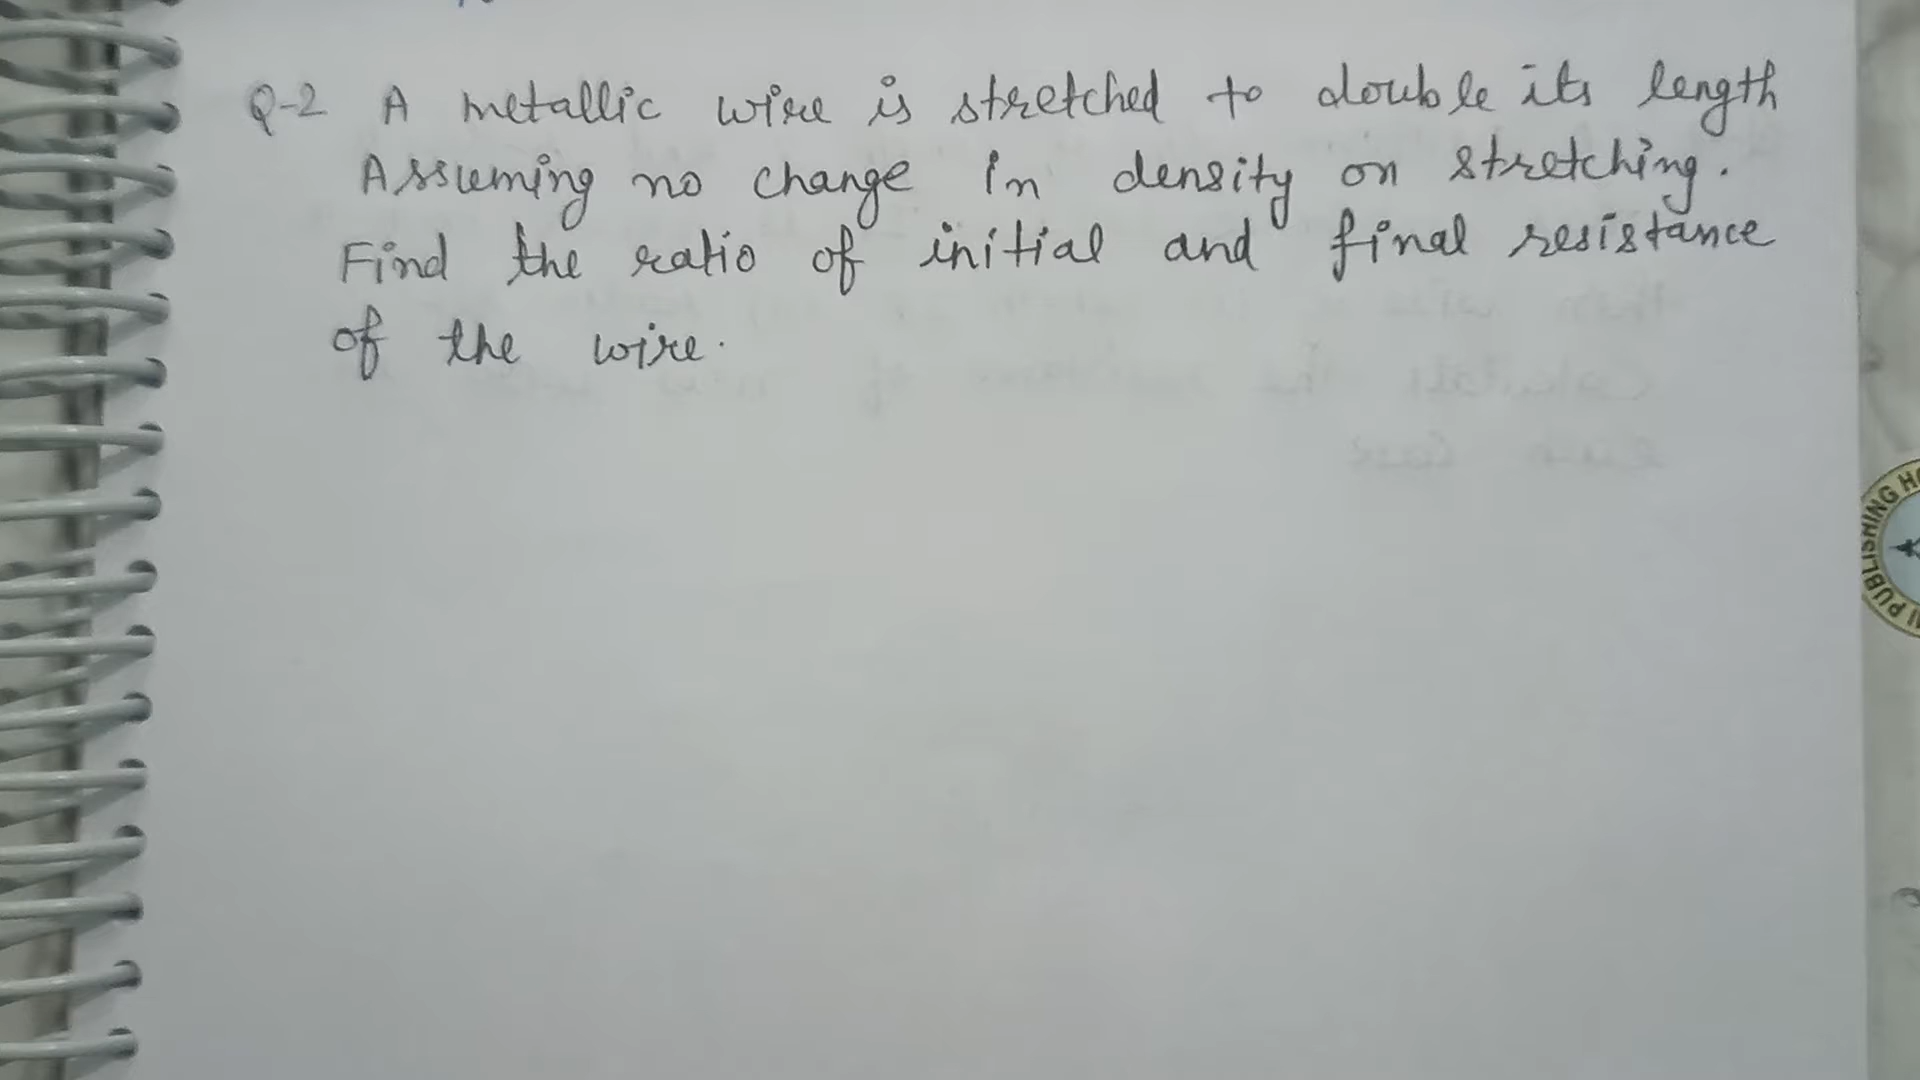 Q-2 A metallic wire is stretched to double its length
Assuming no change in density on stretching.
Find the ratio of initial and final resistance
of the wire.
PUBLISHING